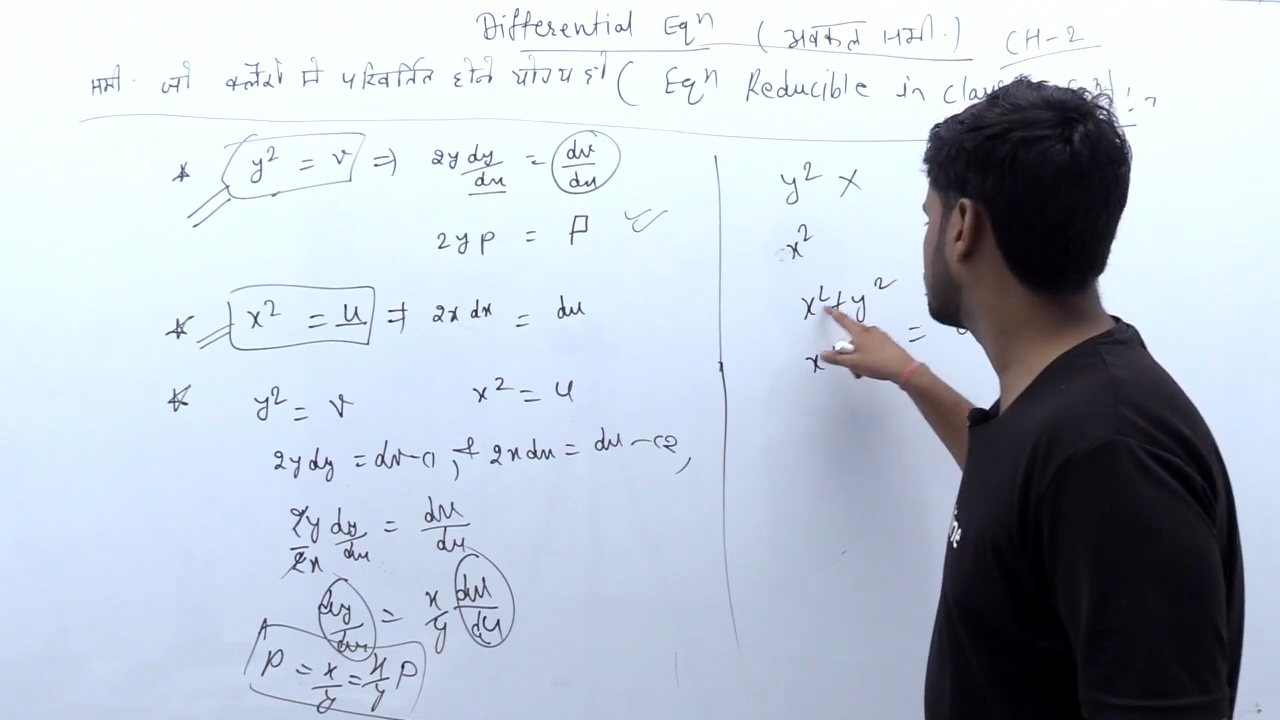 Differential Eqn (अवकल समी.) CH-2
समी. जो क्लैरो में परिवर्तित होने योग्य हो ( Eqn Reducible in
* y² = v ⇒ 2y dy/dx = dv/dx
2yp = P
* x² = u ⇒ 2x dx = du
* y² = v x² = u
2y dy = dv -(1), & 2x dx = du -(2),
2y/2x dy/dx = dv/du
dy/dx = x/y dv/du
p = x/y = x/y P
y² x
x²
x² + y²
=
x